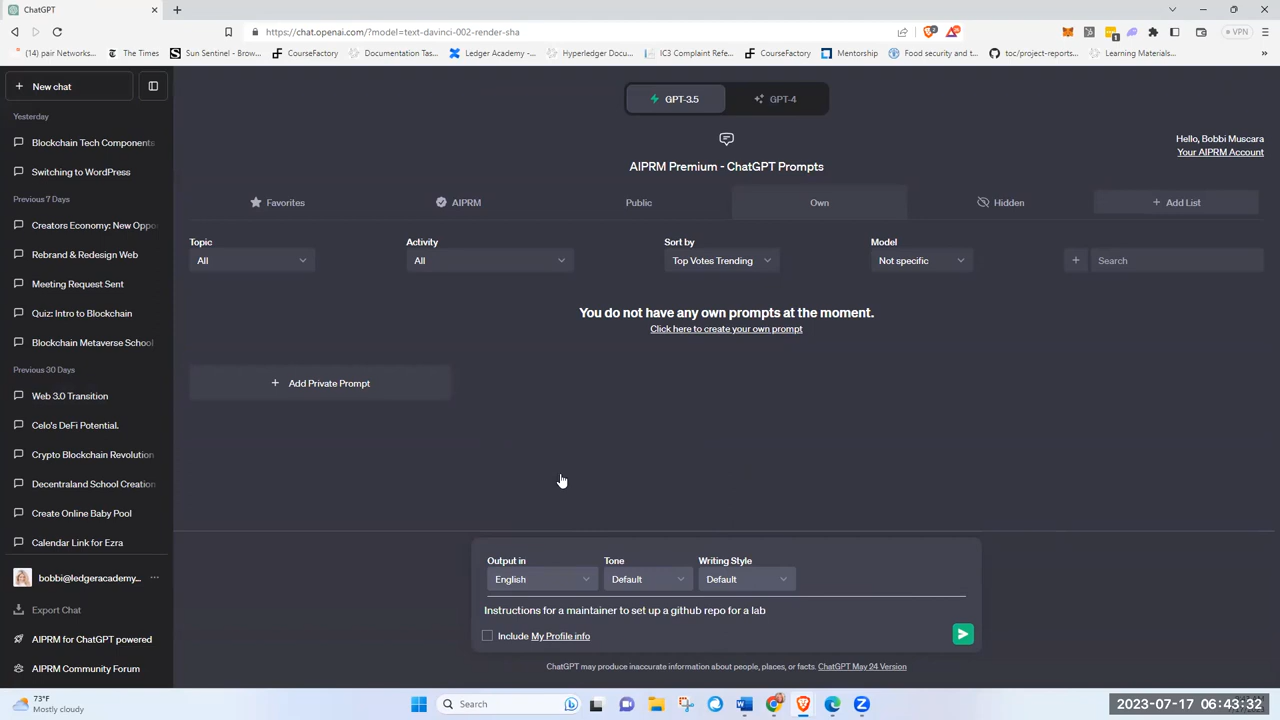 ChatGPT
https://chat.openai.com/?model=text-davinci-002-render-sha
VPN
(14) pair Networks...
The Times
Sun Sentinel - Break...
CourseFactory
Documentation Tas...
Ledger Academy -...
Hyperledger Docu...
IC3 Complaint Refe...
CourseFactory
Mentorship
Food security and t...
toc/project-reports...
Learning Materials...
New chat
Yesterday
Blockchain Tech Components
Switching to WordPress
Previous 7 Days
Creators Economy: New Oppo
Rebrand & Redesign Web
Meeting Request Sent
Quiz: Intro to Blockchain
Blockchain Metaverse School
Previous 30 Days
Web 3.0 Transition
Celo's DeFi Potential.
Crypto Blockchain Revolution
Decentraland School Creation
Create Online Baby Pool
Calendar Link for Ezra
bobbi@ledgeracademy...
Export Chat
AIPRM for ChatGPT powered
AIPRM Community Forum
GPT-3.5
GPT-4
Hello, Bobbi Muscara
Your AIPRM Account
AIPRM Premium - ChatGPT Prompts
Favorites
AIPRM
Public
Own
Hidden
+ Add List
Topic
Activity
Sort by
Model
All
All
Top Votes Trending
Not specific
+
Search
You do not have any own prompts at the moment.
Click here to create your own prompt
+ Add Private Prompt
Output in
Tone
Writing Style
English
Default
Default
Instructions for a maintainer to set up a github repo for a lab
Include My Profile info
ChatGPT may produce inaccurate information about people, places, or facts. ChatGPT May 24 Version
73°F
Mostly cloudy
Search
2023-07-17 06:43:32